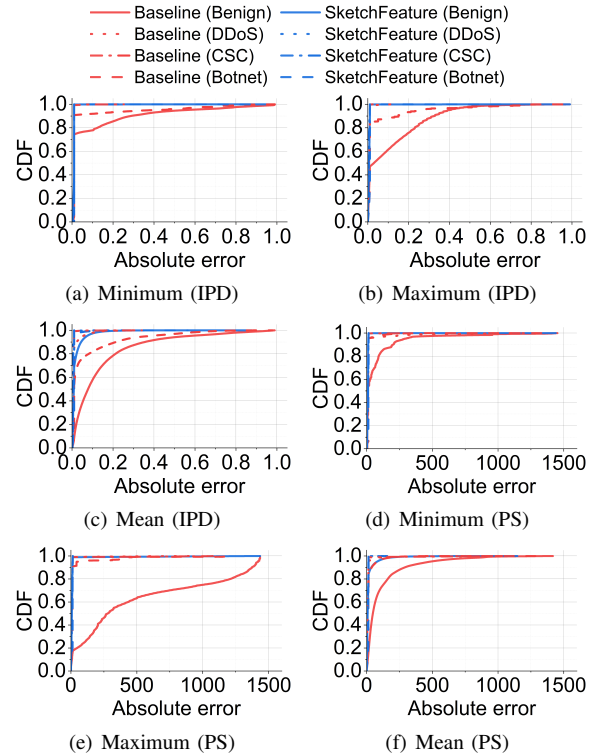 Baseline (Benign) SketchFeature (Benign)
Baseline (DDoS) SketchFeature (DDoS)
Baseline (CSC) SketchFeature (CSC)
Baseline (Botnet) SketchFeature (Botnet)
CDF
1.0
0.8
0.6
0.4
0.2
0.0
0.0 0.2 0.4 0.6 0.8 1.0
Absolute error
(a) Minimum (IPD)
CDF
1.0
0.8
0.6
0.4
0.2
0.0
0.0 0.2 0.4 0.6 0.8 1.0
Absolute error
(b) Maximum (IPD)
CDF
1.0
0.8
0.6
0.4
0.2
0.0
0.0 0.2 0.4 0.6 0.8 1.0
Absolute error
(c) Mean (IPD)
CDF
1.0
0.8
0.6
0.4
0.2
0.0
0 500 1000 1500
Absolute error
(d) Minimum (PS)
CDF
1.0
0.8
0.6
0.4
0.2
0.0
0 500 1000 1500
Absolute error
(e) Maximum (PS)
CDF
1.0
0.8
0.6
0.4
0.2
0.0
0 500 1000 1500
Absolute error
(f) Mean (PS)